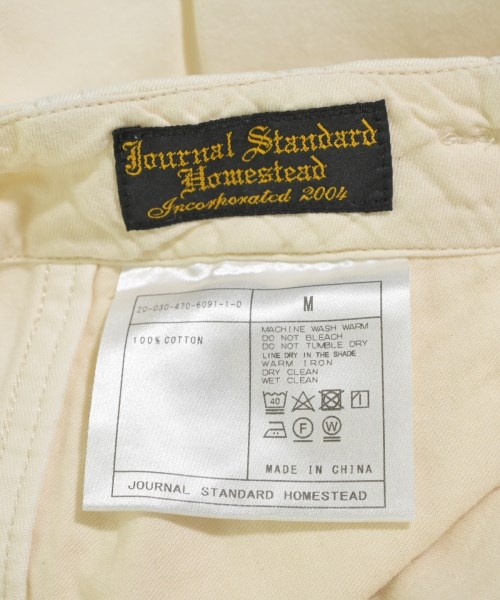 Journal Standard
Homestead
Incorporated 2004
20-030-470-6091-1-0
M
100% COTTON
MACHINE WASH WARM
DO NOT BLEACH
DO NOT TUMBLE DRY
LINE DRY IN THE SHADE
WARM IRON
DRY CLEAN
WET CLEAN
40
F W
MADE IN CHINA
JOURNAL STANDARD HOMESTEAD